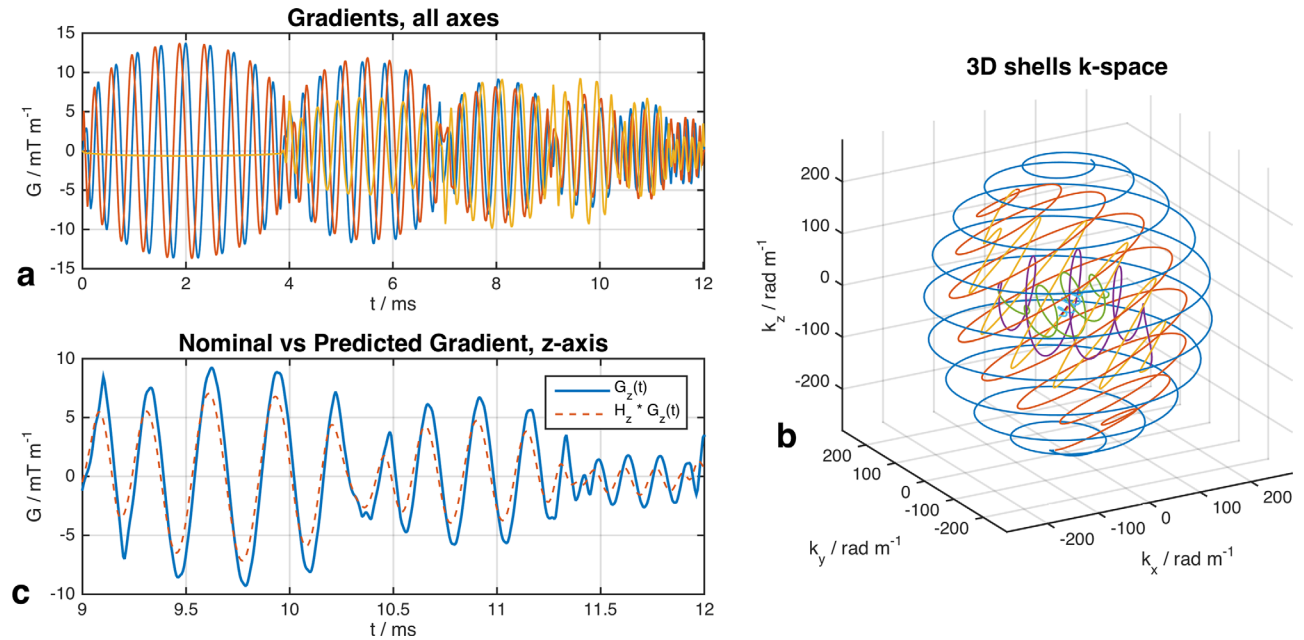 Gradients, all axes
15
10
5
0
-5
-10
-15
G / mT m⁻¹
0 2 4 6 8 10 12
t / ms
a
3D shells k-space
200
100
0
-100
-200
k_z / rad m⁻¹
200
100
0
-100
-200
k_y / rad m⁻¹
-200
-100
0
100
200
k_x / rad m⁻¹
b
Nominal vs Predicted Gradient, z-axis
10
5
0
-5
-10
G / mT m⁻¹
G_z(t)
H_z * G_z(t)
9 9.5 10 10.5 11 11.5 12
t / ms
c